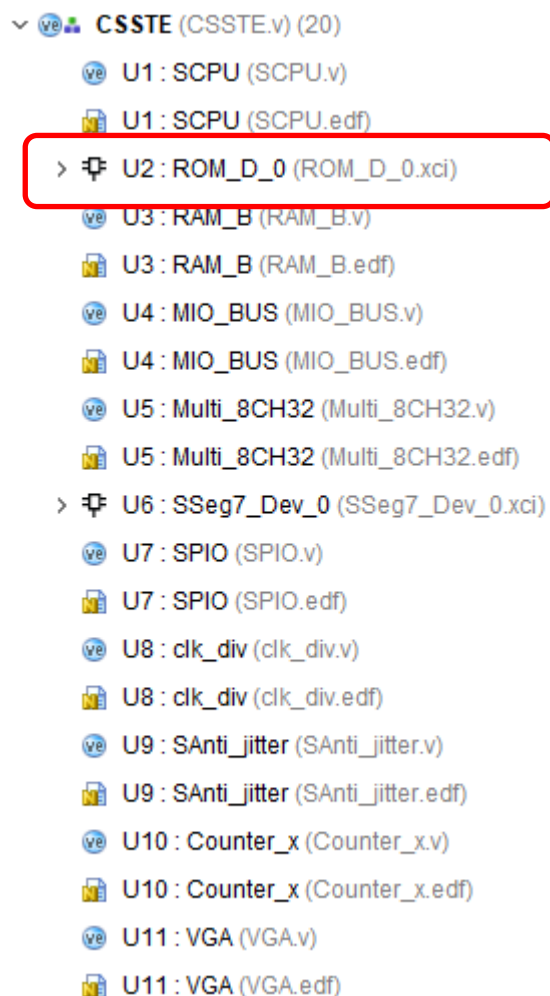 CSSTE (CSSTE.v) (20)
U1 : SCPU (SCPU.v)
U1 : SCPU (SCPU.edf)
U2 : ROM_D_0 (ROM_D_0.xci)
U3 : RAM_B (RAM_B.v)
U3 : RAM_B (RAM_B.edf)
U4 : MIO_BUS (MIO_BUS.v)
U4 : MIO_BUS (MIO_BUS.edf)
U5 : Multi_8CH32 (Multi_8CH32.v)
U5 : Multi_8CH32 (Multi_8CH32.edf)
U6 : SSeg7_Dev_0 (SSeg7_Dev_0.xci)
U7 : SPIO (SPIO.v)
U7 : SPIO (SPIO.edf)
U8 : clk_div (clk_div.v)
U8 : clk_div (clk_div.edf)
U9 : SAnti_jitter (SAnti_jitter.v)
U9 : SAnti_jitter (SAnti_jitter.edf)
U10 : Counter_x (Counter_x.v)
U10 : Counter_x (Counter_x.edf)
U11 : VGA (VGA.v)
U11 : VGA (VGA.edf)